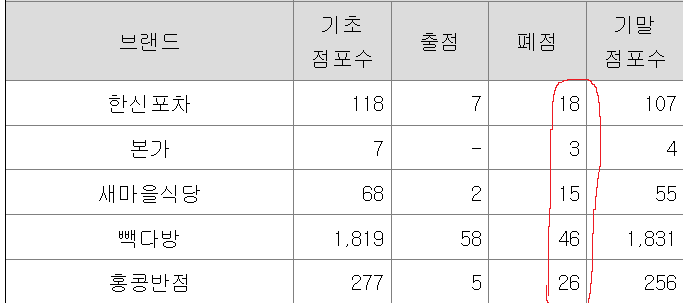 브랜드 기초 점포수 출점 폐점 기말 점포수
한신포차 118 7 18 107
본가 7 - 3 4
새마을식당 68 2 15 55
빽다방 1,819 58 46 1,831
홍콩반점 277 5 26 256